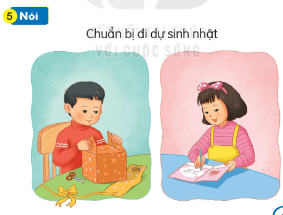 5 Nói
Chuẩn bị đi dự sinh nhật
VỚI CUỘC SỐNG